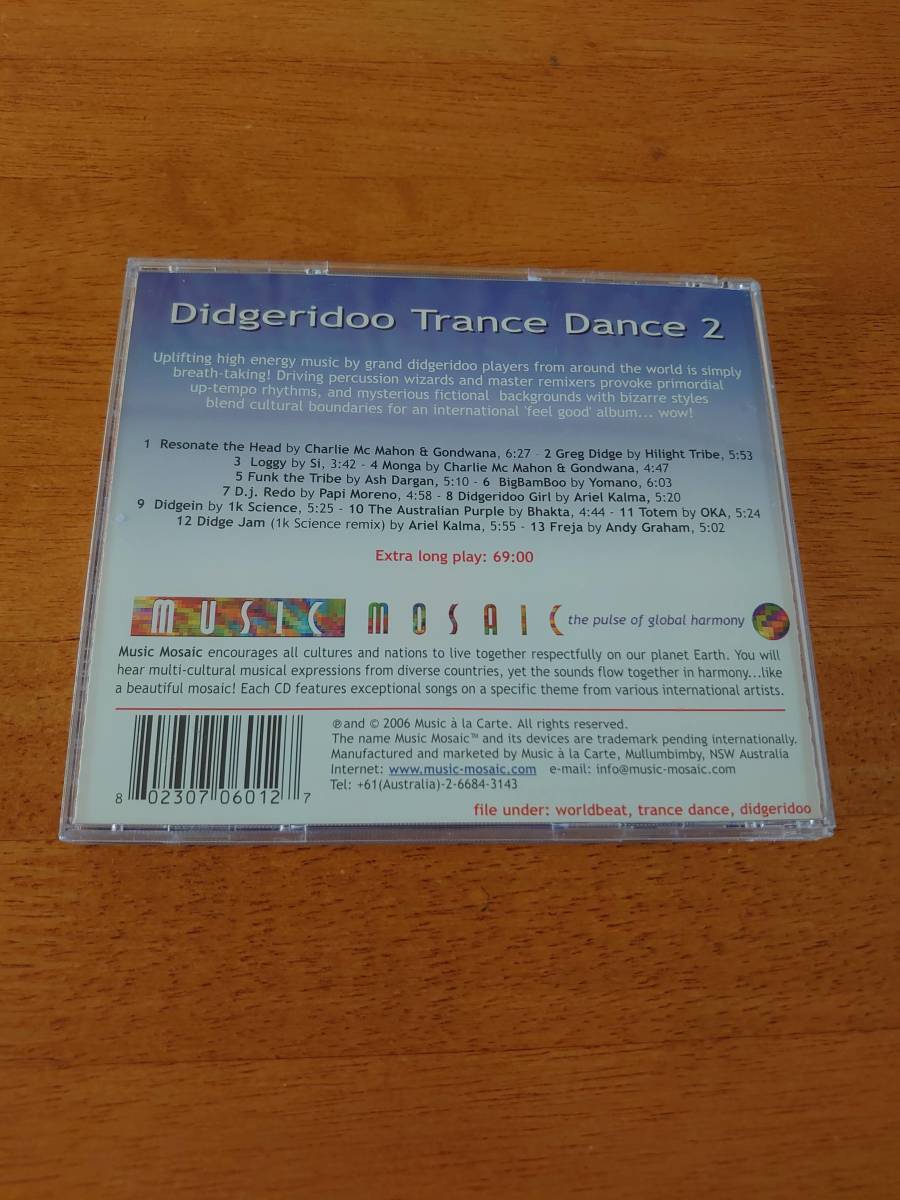 Didgeridoo Trance Dance 2
Uplifting high energy music by grand didgeridoo players from around the world is simply
breath-taking! Driving percussion wizards and master remixers provoke primordial
up-tempo rhythms, and mysterious fictional backgrounds with bizarre styles
blend cultural boundaries for an international 'feel good' album... wow!
1 Resonate the Head by Charlie Mc Mahon & Gondwana, 6:27 - 2 Greg Didge by Hilight Tribe, 5:53
3 Loggy by Si, 3:42 - 4 Monga by Charlie Mc Mahon & Gondwana, 4:47
5 Funk the Tribe by Ash Dargan, 5:10 - 6 BigBamBoo by Yomano, 6:03
7 D.j. Redo by Papi Moreno, 4:58 - 8 Didgeridoo Girl by Ariel Kalma, 5:20
9 Didgein by 1k Science, 5:25 - 10 The Australian Purple by Bhakta, 4:44 - 11 Totem by OKA, 5:24
12 Didge Jam (1k Science remix) by Ariel Kalma, 5:55 - 13 Freja by Andy Graham, 5:02
Extra long play: 69:00
MUSIC MOSAIC the pulse of global harmony
Music Mosaic encourages all cultures and nations to live together respectfully on our planet Earth. You will
hear multi-cultural musical expressions from diverse countries, yet the sounds flow together in harmony...like
a beautiful mosaic! Each CD features exceptional songs on a specific theme from various international artists.
℗and © 2006 Music à la Carte. All rights reserved.
The name Music Mosaic™ and its devices are trademark pending internationally.
Manufactured and marketed by Music à la Carte, Mullumbimby, NSW Australia
Internet: www.music-mosaic.com e-mail: info@music-mosaic.com
Tel: +61(Australia)-2-6684-3143
8 02307 06012 7
file under: worldbeat, trance dance, didgeridoo